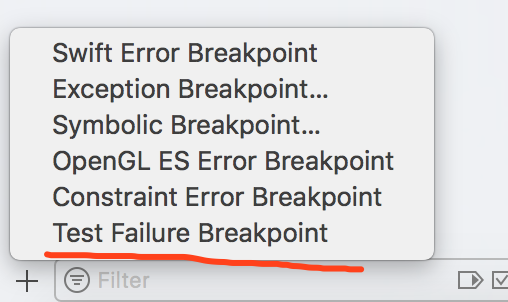 Swift Error Breakpoint
Exception Breakpoint...
Symbolic Breakpoint...
OpenGL ES Error Breakpoint
Constraint Error Breakpoint
Test Failure Breakpoint
Filter